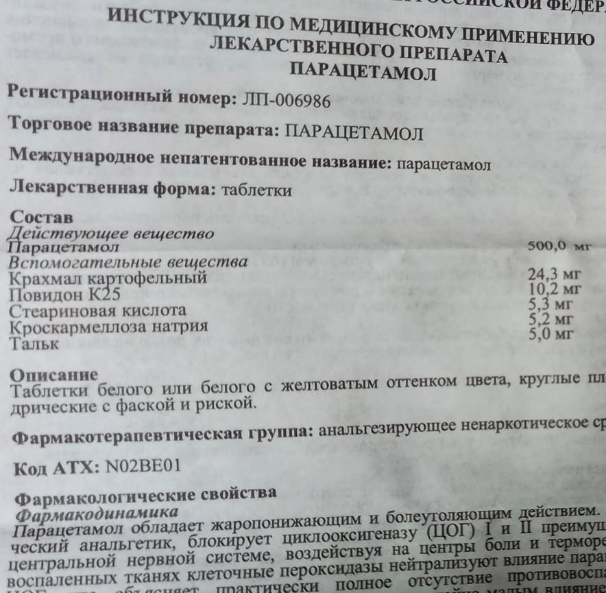 РОССИЙСКОЙ
ИНСТРУКЦИЯ ПО МЕДИЦИНСКОМУ ПРИМЕНЕНИЮ
ЛЕКАРСТВЕННОГО ПРЕПАРАТА
ПАРАЦЕТАМОЛ
Регистрационный номер: ЛП-006986
Торговое название препарата: ПАРАЦЕТАМОЛ
Международное непатентованное название: парацетамол
Лекарственная форма: таблетки
Состав
Действующее вещество
Парацетамол 500,0 мг
Вспомогательные вещества
Крахмал картофельный 24,3 мг
Повидон К25 10,2 мг
Стеариновая кислота 5,3 мг
Кроскармеллоза натрия 5,2 мг
Тальк 5,0 мг
Описание
Таблетки белого или белого с желтоватым оттенком цвета, круглые пл
дрические с фаской и риской.
Фармакотерапевтическая группа: анальгезирующее ненаркотическое ср
Код АТХ: N02BE01
Фармакологические свойства
Фармакодинамика
Парацетамол обладает жаропонижающим и болеутоляющим действием.
ческий анальгетик, блокирует циклооксигеназу (ЦОГ) I и II преимущ
центральной нервной системе, воздействуя на центры боли и терморе
воспаленных тканях клеточные пероксидазы нейтрализуют влияние пара
объясняет практически полное отсутствие противовоспа
малым влияние